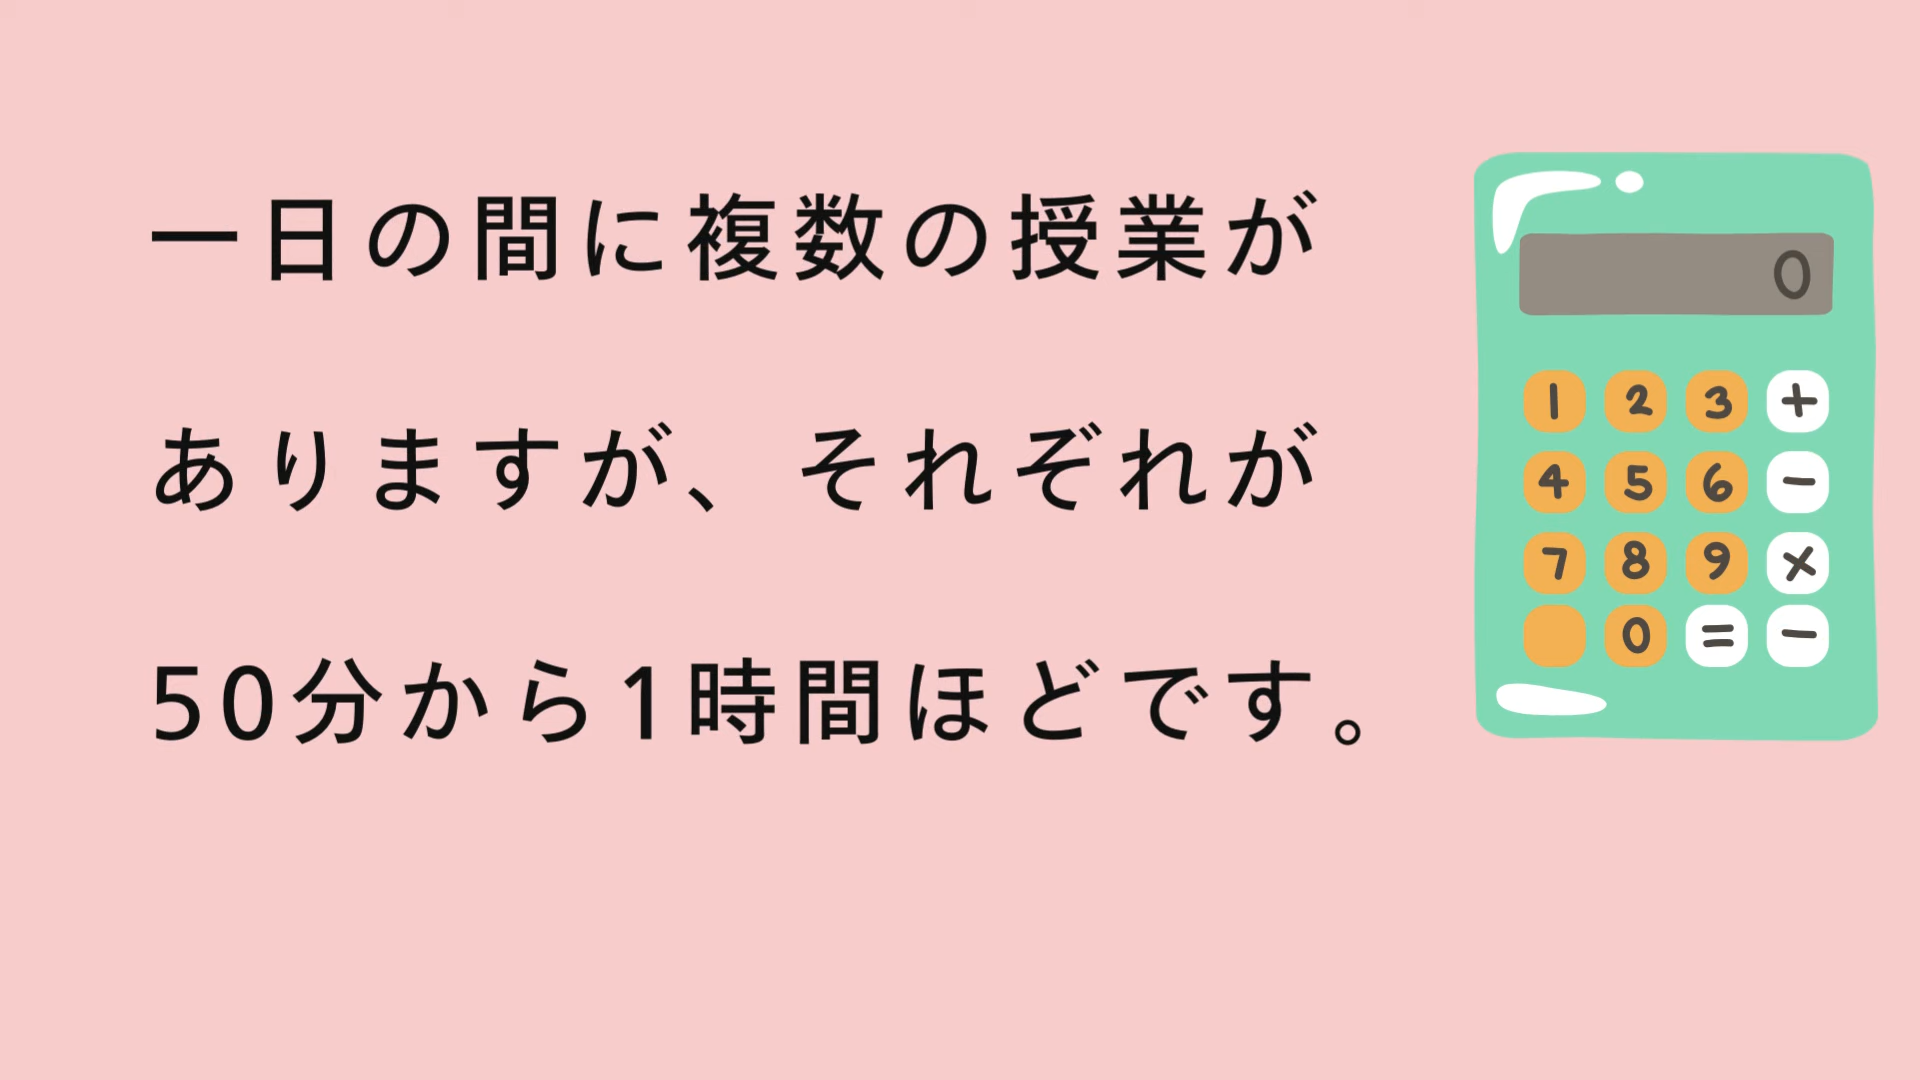 一日の間に複数の授業が
ありますが、それぞれが
50分から1時間ほどです。
0
1 2 3 +
4 5 6 −
7 8 9 ×
0 = −